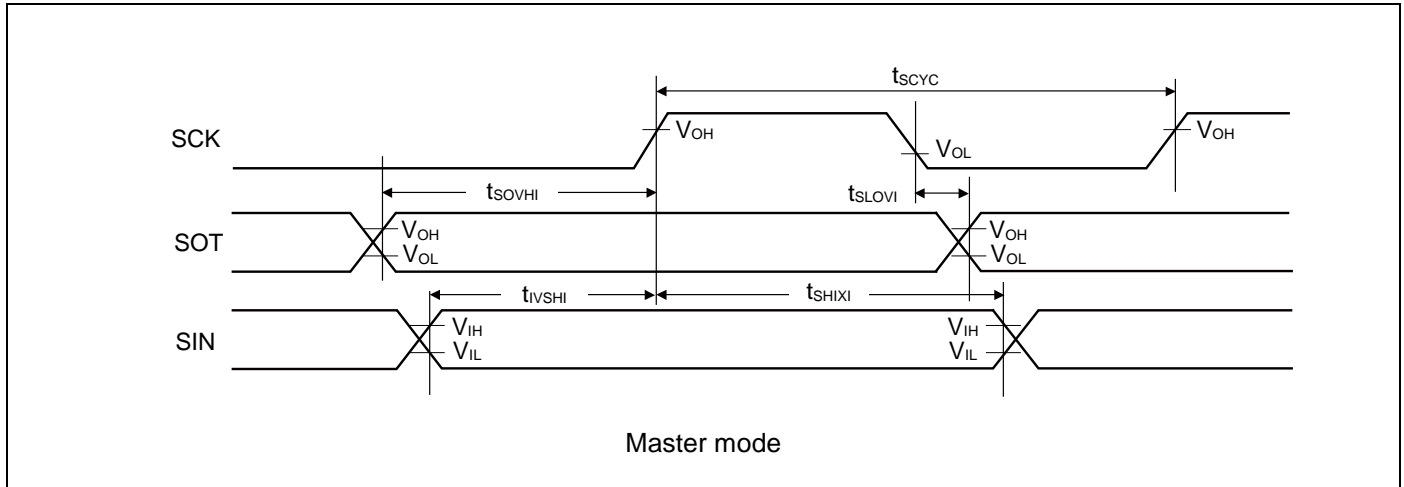 tSCYC
SCK
VOH
VOL
VOH
tSOVHI
tSLOVI
SOT
VOH
VOL
VOH
VOL
tIVSHI
tSHIXI
SIN
VIH
VIL
VIH
VIL
Master mode